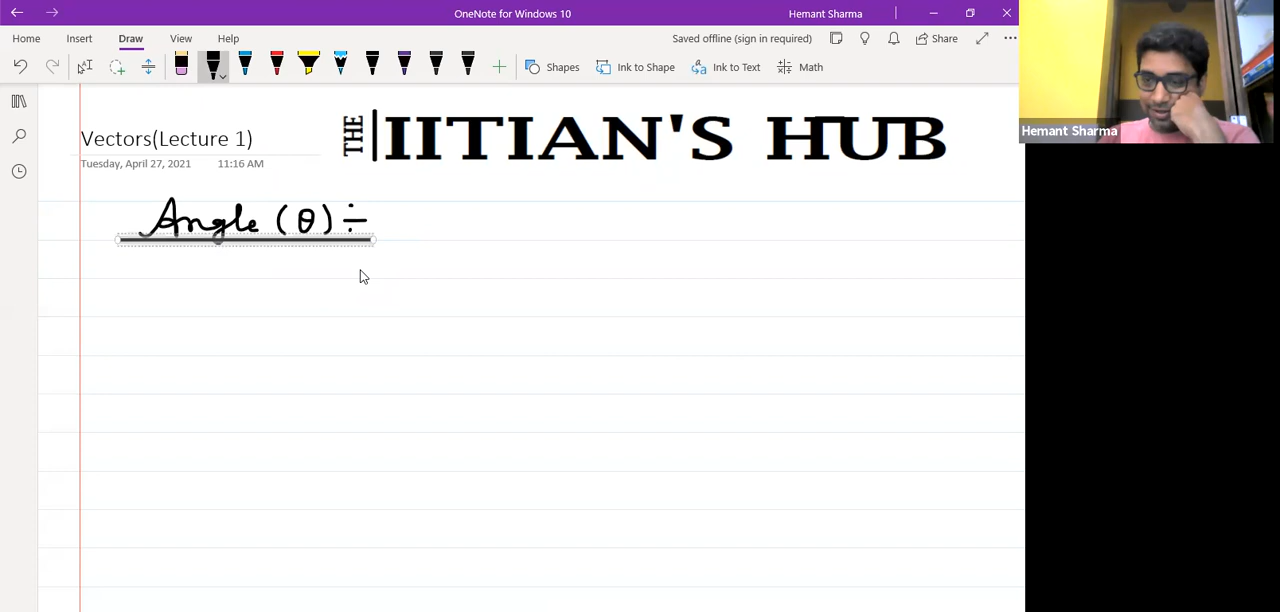 OneNote for Windows 10
Hemant Sharma
Home Insert Draw View Help
Saved offline (sign in required) Share
Shapes Ink to Shape Ink to Text Math
Hemant Sharma
THE IITIAN'S HUB
Vectors(Lecture 1)
Tuesday, April 27, 2021 11:16 AM
Angle (θ) ÷